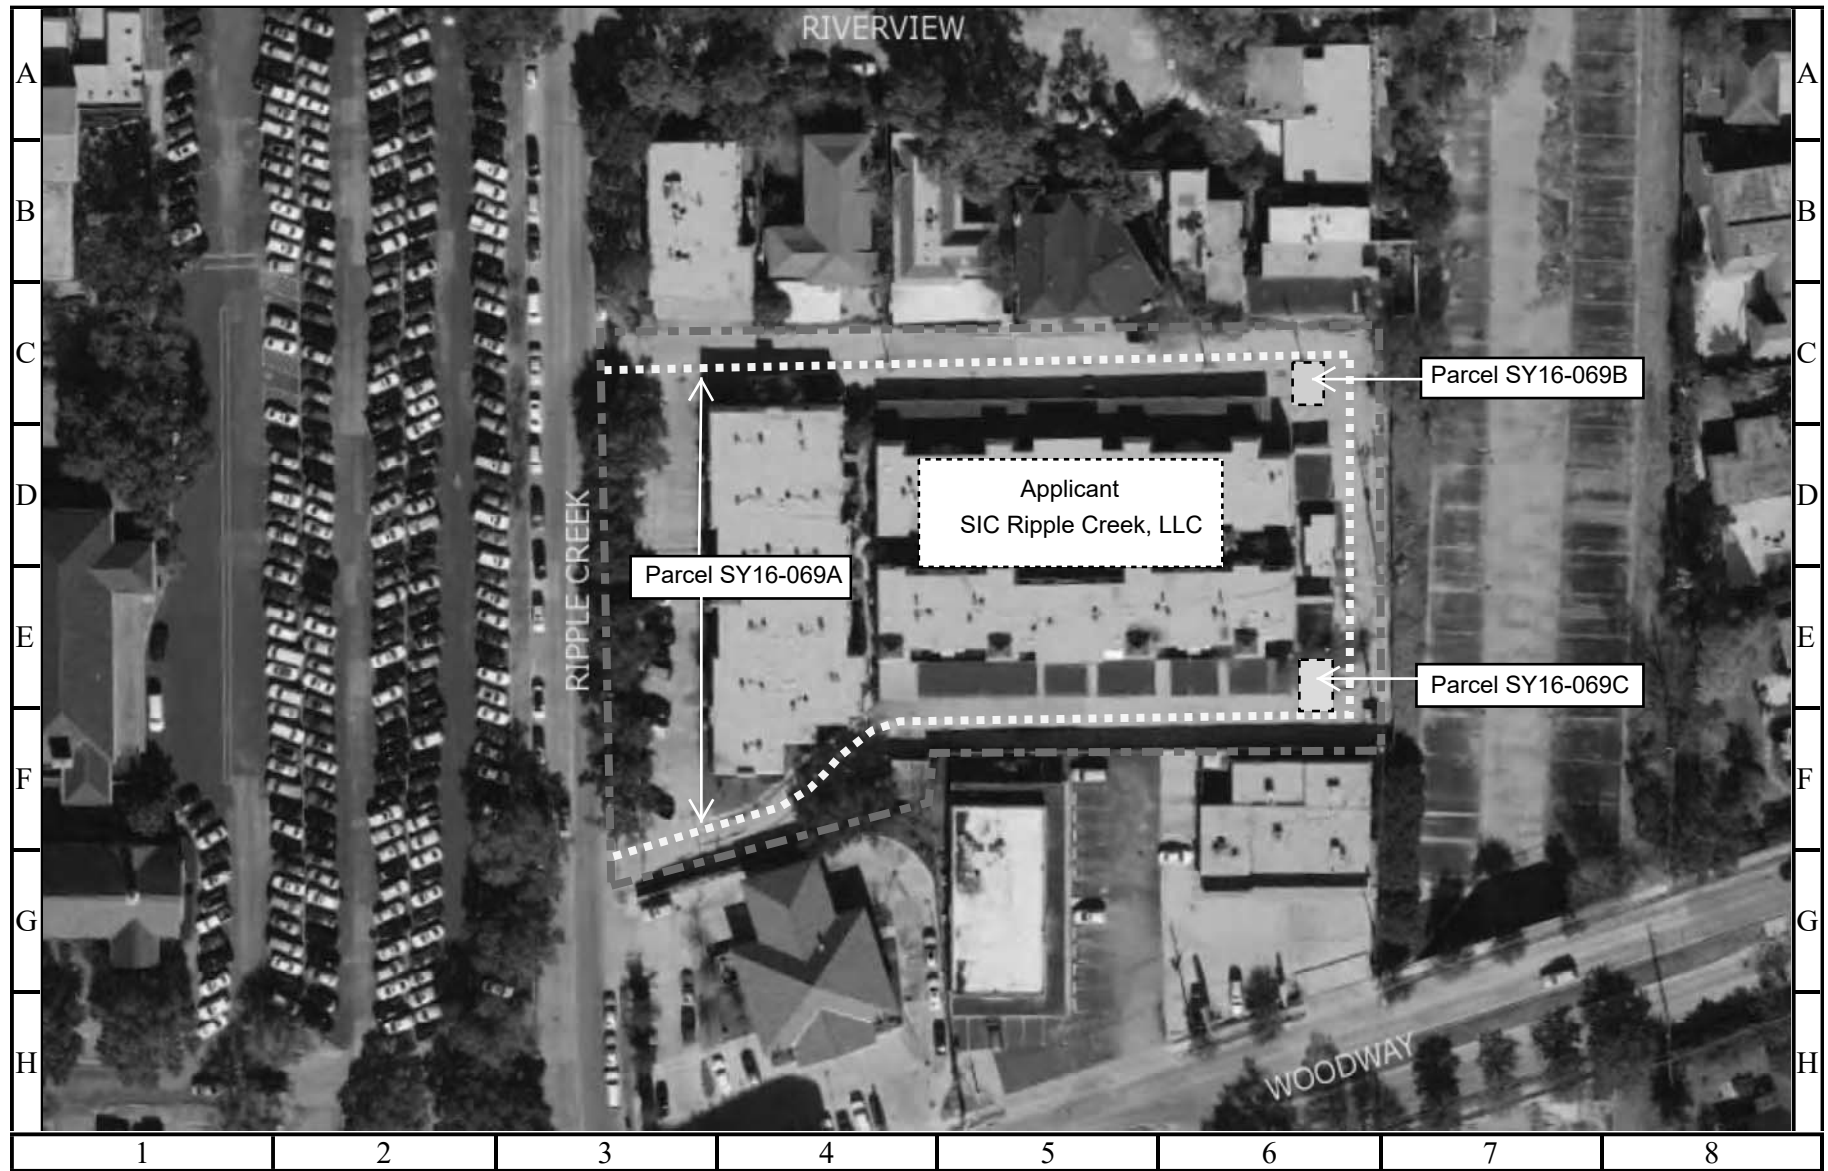 RIVERVIEW
A
A
B
B
C
C
Parcel SY16-069B
D
D
Applicant
SIC Ripple Creek, LLC
RIPPLE CREEK
Parcel SY16-069A
E
E
Parcel SY16-069C
F
F
G
G
H
H
WOODWAY
1 2 3 4 5 6 7 8